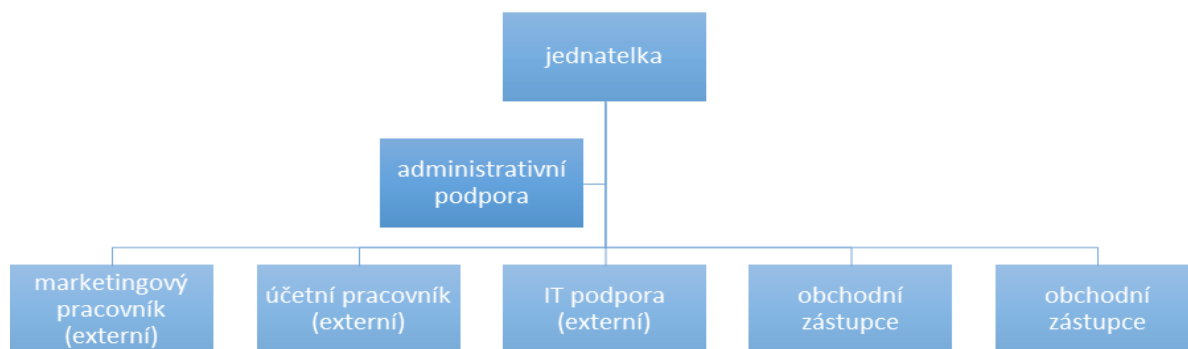 jednatelka
administrativní
podpora
marketingový
pracovník
(externí)
účetní pracovník
(externí)
IT podpora
(externí)
obchodní
zástupce
obchodní
zástupce